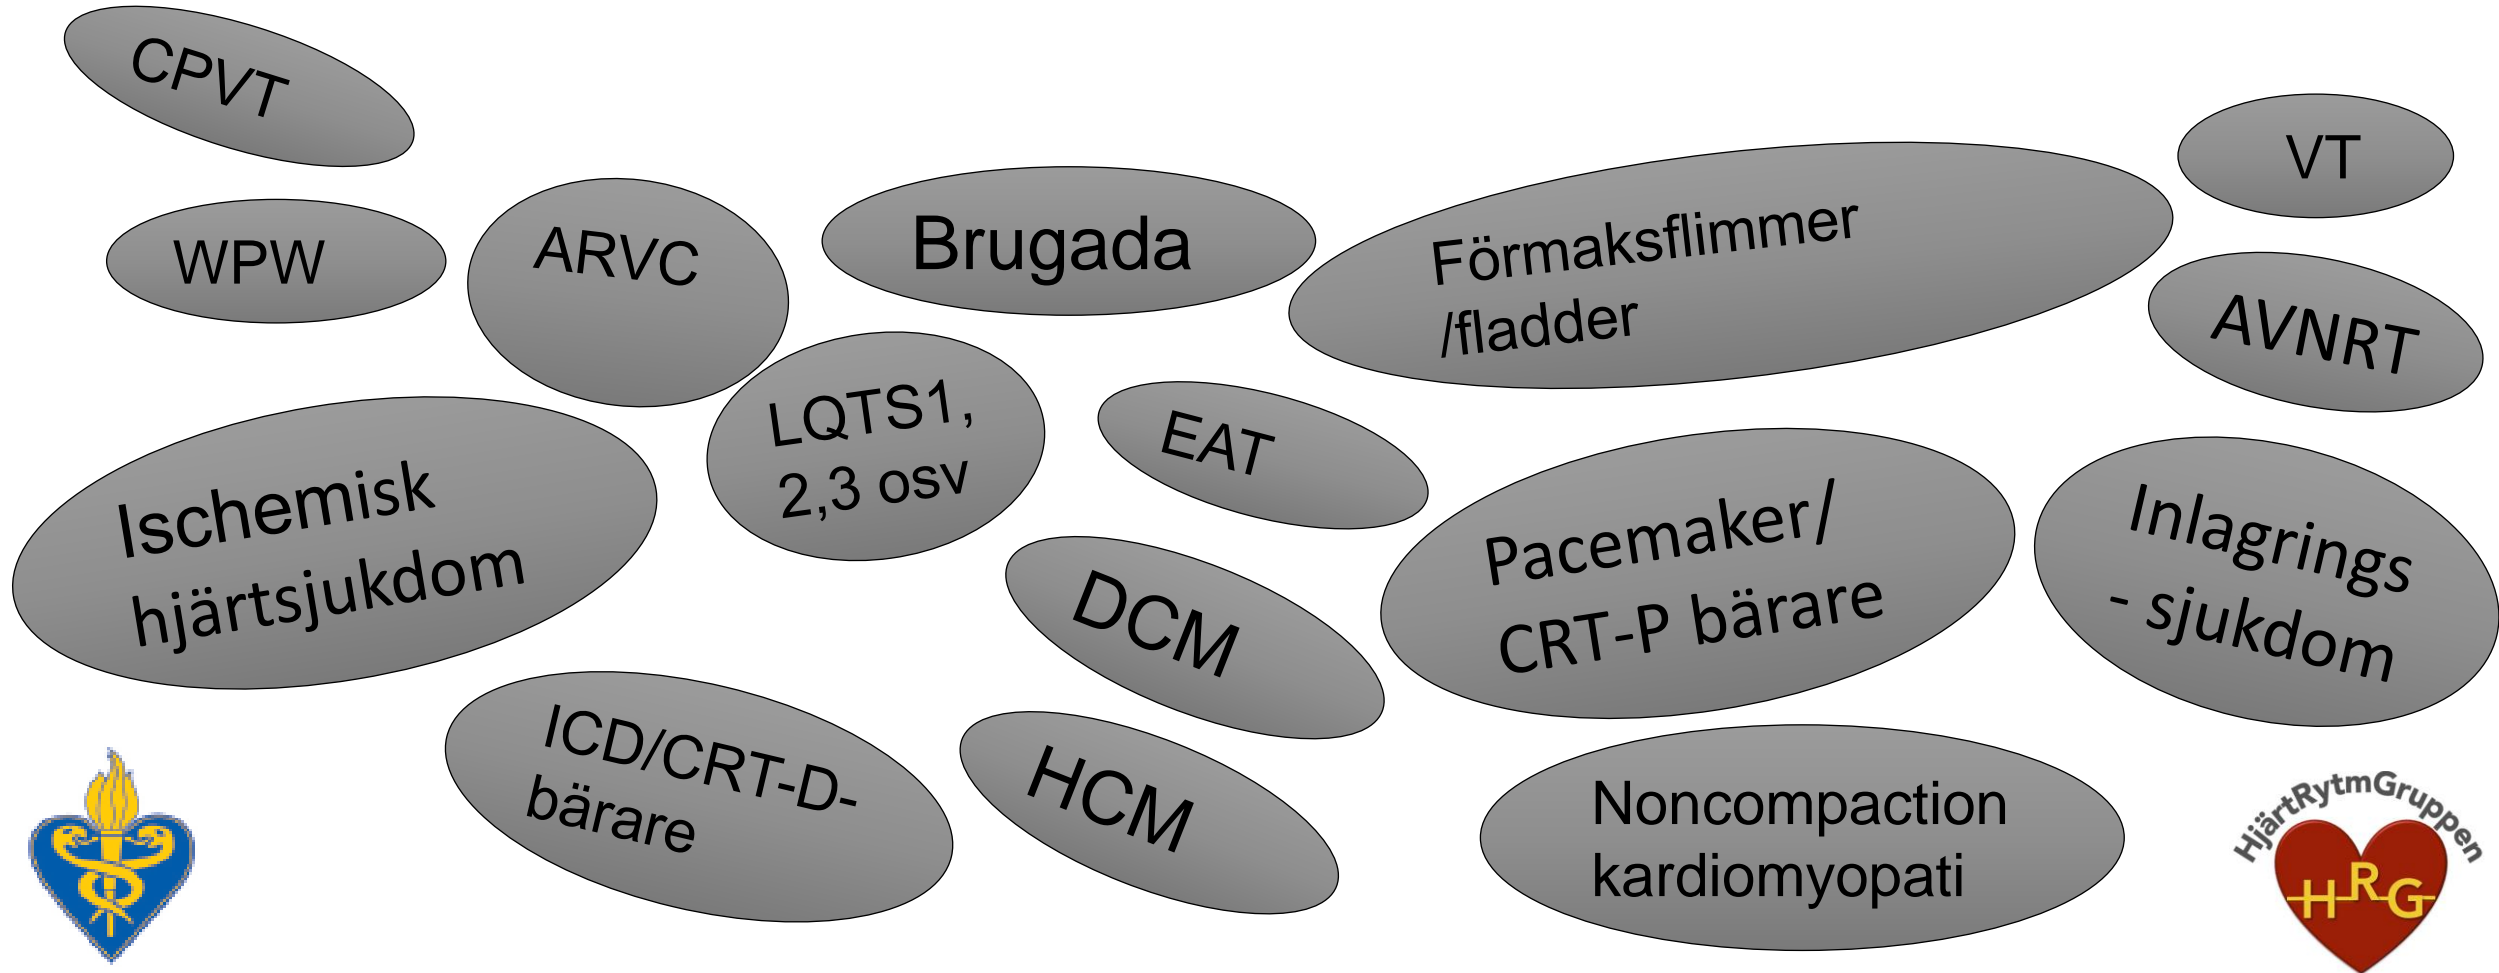 CPVT
VT
WPW
ARVC
Brugada
Förmaksflimmer
/fladder
AVNRT
LQTS1,
2,3 osv
EAT
Ischemisk
hjärtsjukdom
Pacemaker/
CRT-P bärare
Inlagrings
- sjukdom
DCM
ICD/CRT-D-
bärare
HCM
Noncompaction
kardiomyopati
HjärtRytmGruppen
HRG